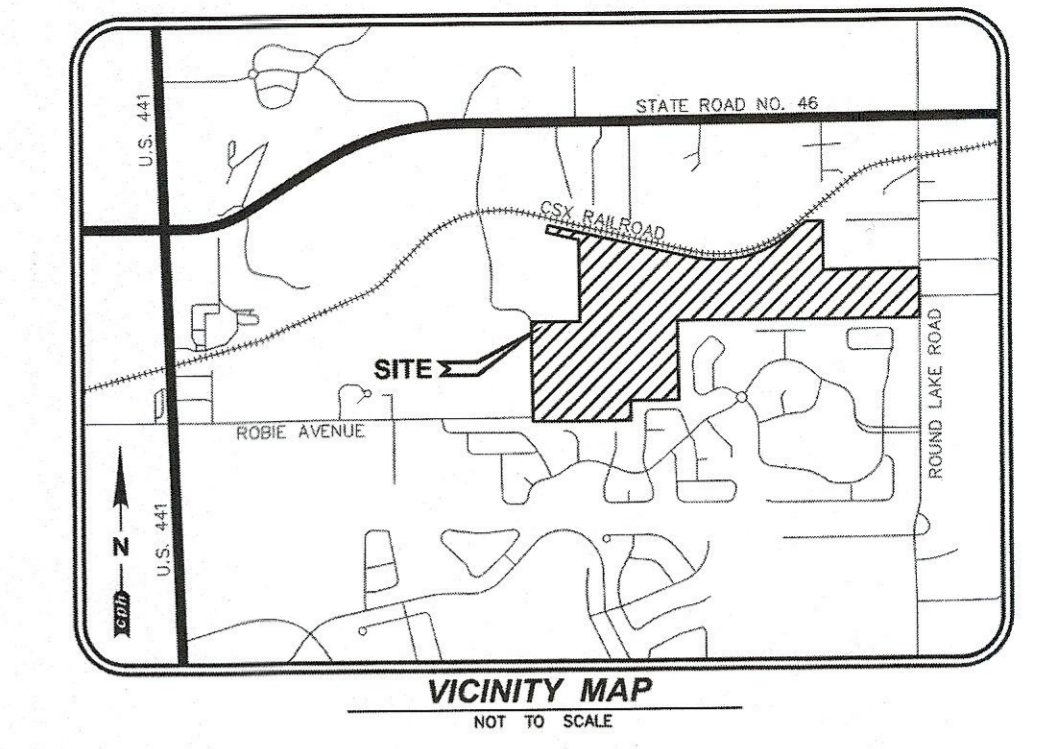 U.S. 441
STATE ROAD NO. 46
CSX RAILROAD
SITE
ROBIE AVENUE
ROUND LAKE ROAD
N
cph
U.S. 441
VICINITY MAP
NOT TO SCALE